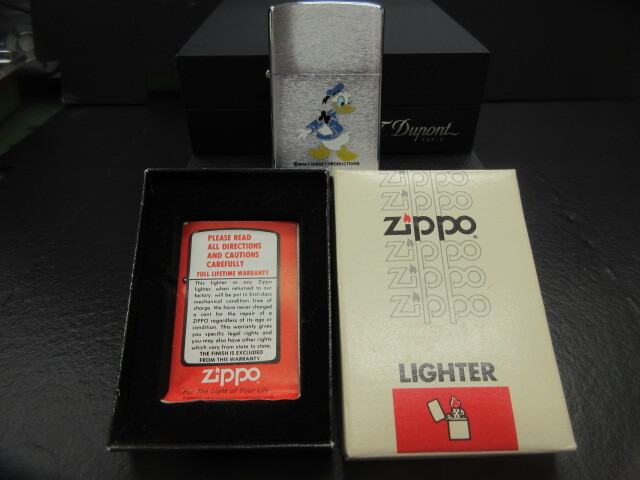 Dupont
PARIS
©WALT DISNEY PRODUCTIONS
PLEASE READ
ALL DIRECTIONS
AND CAUTIONS
CAREFULLY
FULL LIFETIME WARRANTY
This lighter or any Zippo
lighter, when returned to our
factory, will be put in first-class
mechanical condition free of
charge. We have never charged
a cent for the repair of a
ZIPPO regardless of its age or
condition. This warranty gives
you specific legal rights and
you may also have other rights
which vary from state to state.
THE FINISH IS EXCLUDED
FROM THIS WARRANTY.
zippo
For The Light of Your Life
zippo
zippo
zippo®
zippo
zippo
zippo
LIGHTER